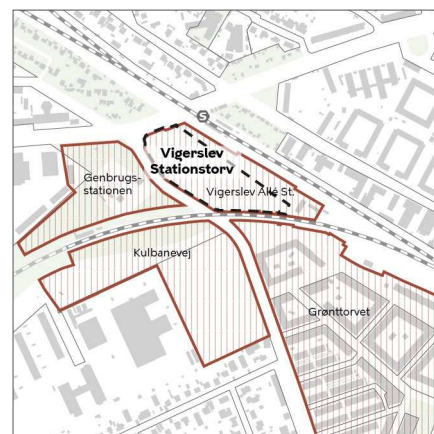 S
Vigerslev
Stationstorv
Genbrugs-
stationen
Vigerslev Allé St.
Kulbanevej
Grønttorvet